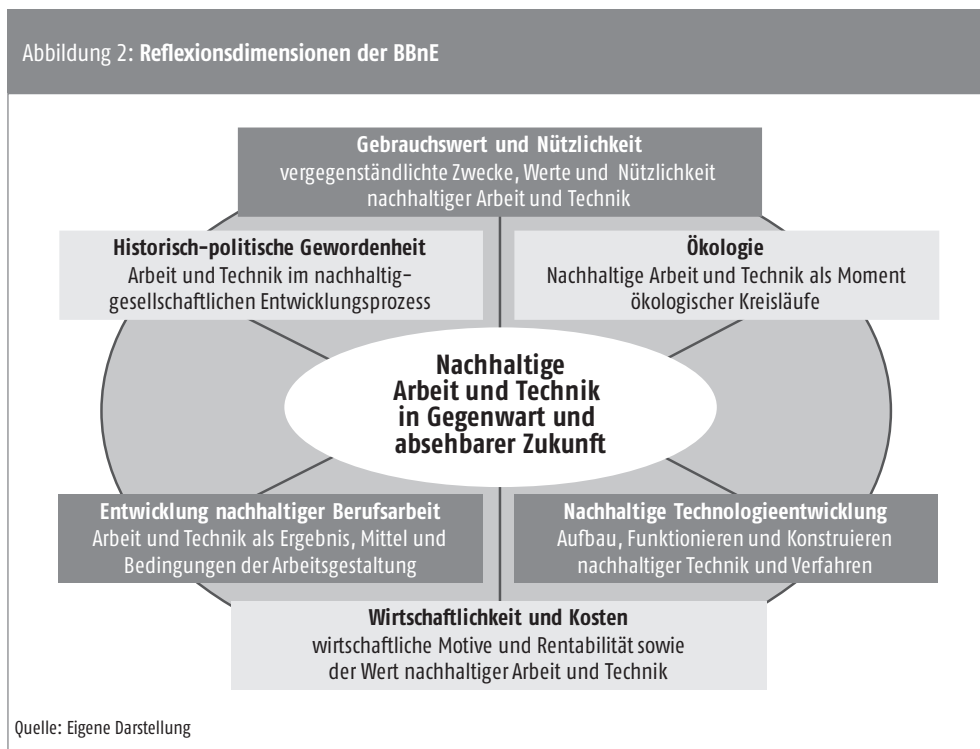 Abbildung 2: Reflexionsdimensionen der BBnE
Gebrauchswert und Nützlichkeit
vergegenständlichte Zwecke, Werte und Nützlichkeit
nachhaltiger Arbeit und Technik
Historisch-politische Gewordenheit
Arbeit und Technik im nachhaltig-
gesellschaftlichen Entwicklungsprozess
Ökologie
Nachhaltige Arbeit und Technik als Moment
ökologischer Kreisläufe
Nachhaltige
Arbeit und Technik
in Gegenwart und
absehbarer Zukunft
Entwicklung nachhaltiger Berufsarbeit
Arbeit und Technik als Ergebnis, Mittel und
Bedingungen der Arbeitsgestaltung
Nachhaltige Technologieentwicklung
Aufbau, Funktionieren und Konstruieren
nachhaltiger Technik und Verfahren
Wirtschaftlichkeit und Kosten
wirtschaftliche Motive und Rentabilität sowie
der Wert nachhaltiger Arbeit und Technik
Quelle: Eigene Darstellung